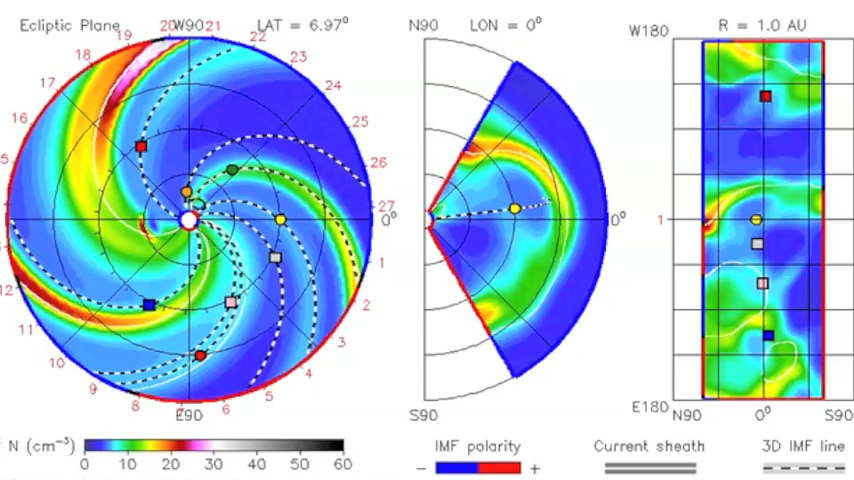 Ecliptic Plane W90 LAT = 6.97°
N90 LON = 0°
W180 R = 1.0 AU
20 21
19 22
18 23
17 24
16 25
5 26
27
0°
0°
1
1
12 2
11 3
10 4
9 5
8 6
7
E90
S90
E180 N90 0° S90
N (cm⁻³)
0 10 20 30 40 50 60
IMF polarity
- +
Current sheath
3D IMF line